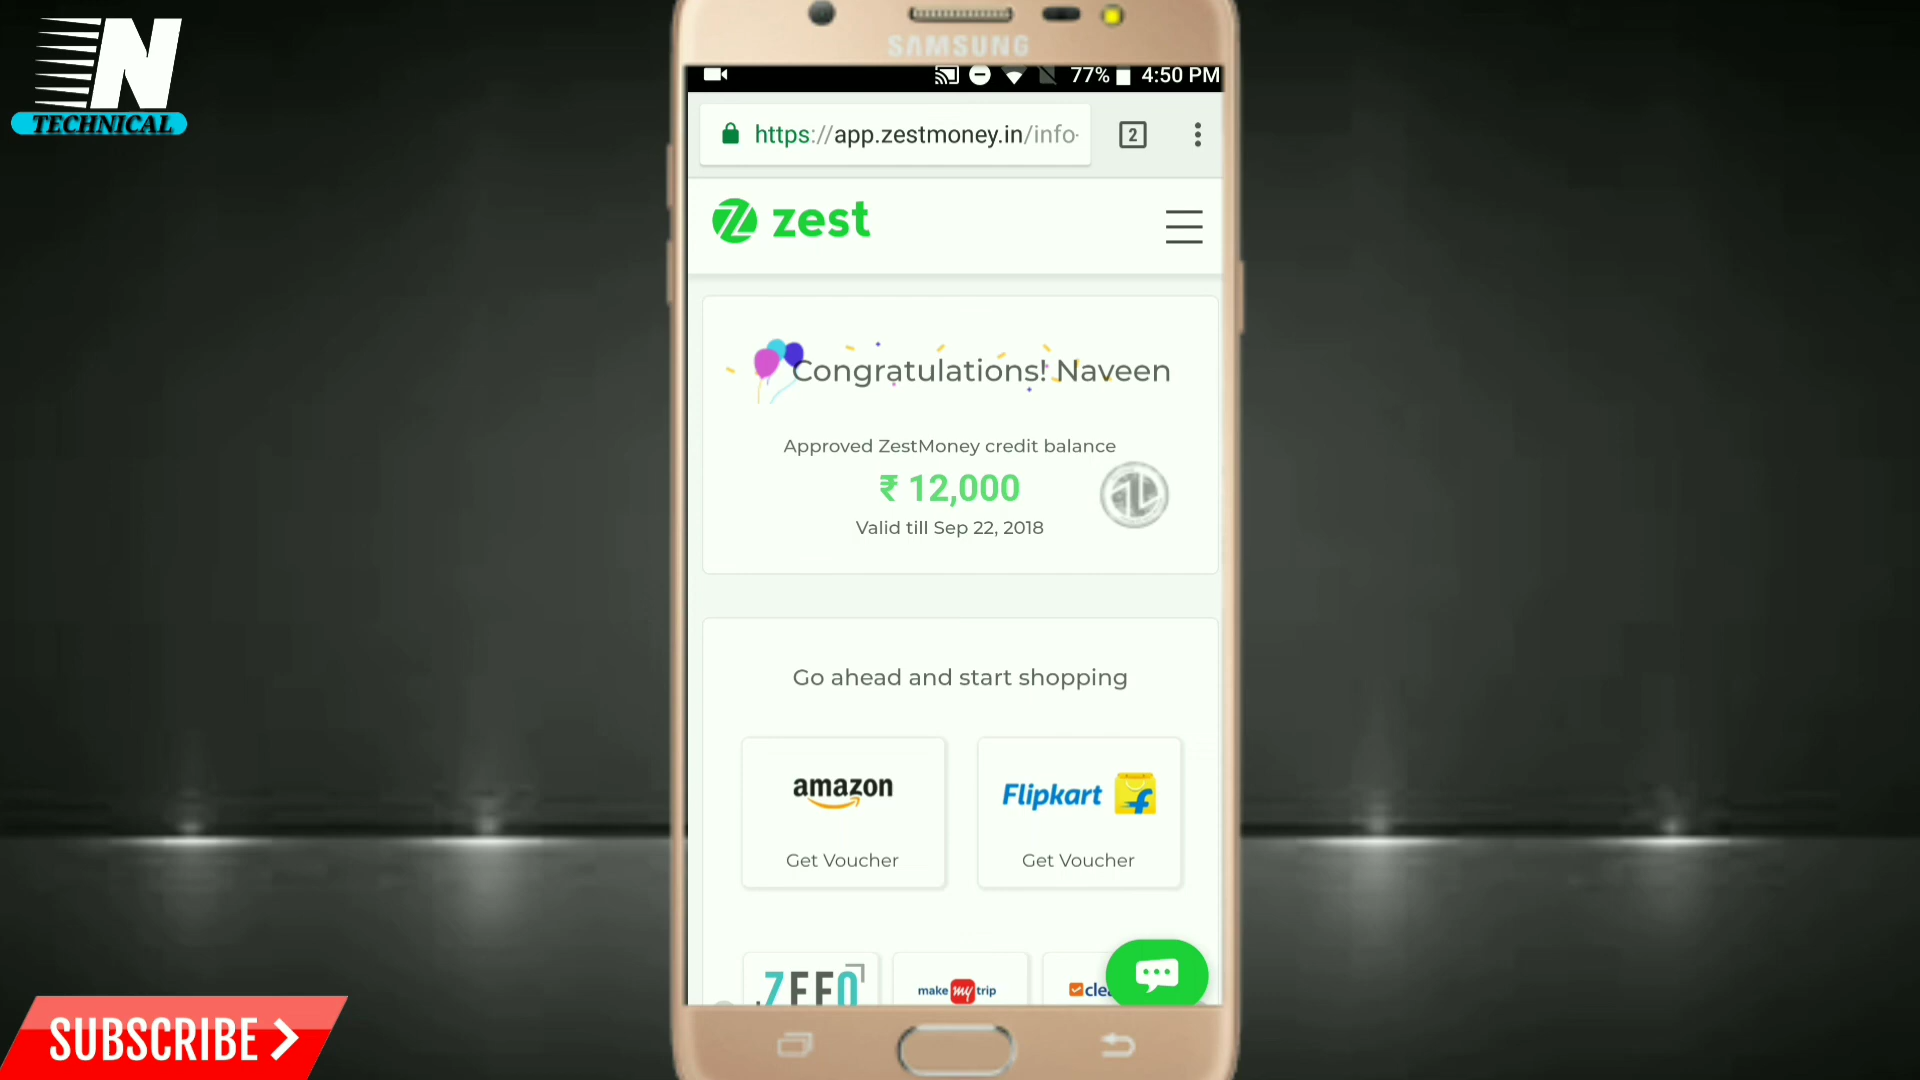 N
TECHNICAL
SAMSUNG
77% 4:50 PM
https://app.zestmoney.in/info
2
zest
Congratulations! Naveen
Approved ZestMoney credit balance
₹ 12,000
Valid till Sep 22, 2018
Go ahead and start shopping
amazon
Flipkart
Get Voucher
Get Voucher
make my trip
SUBSCRIBE